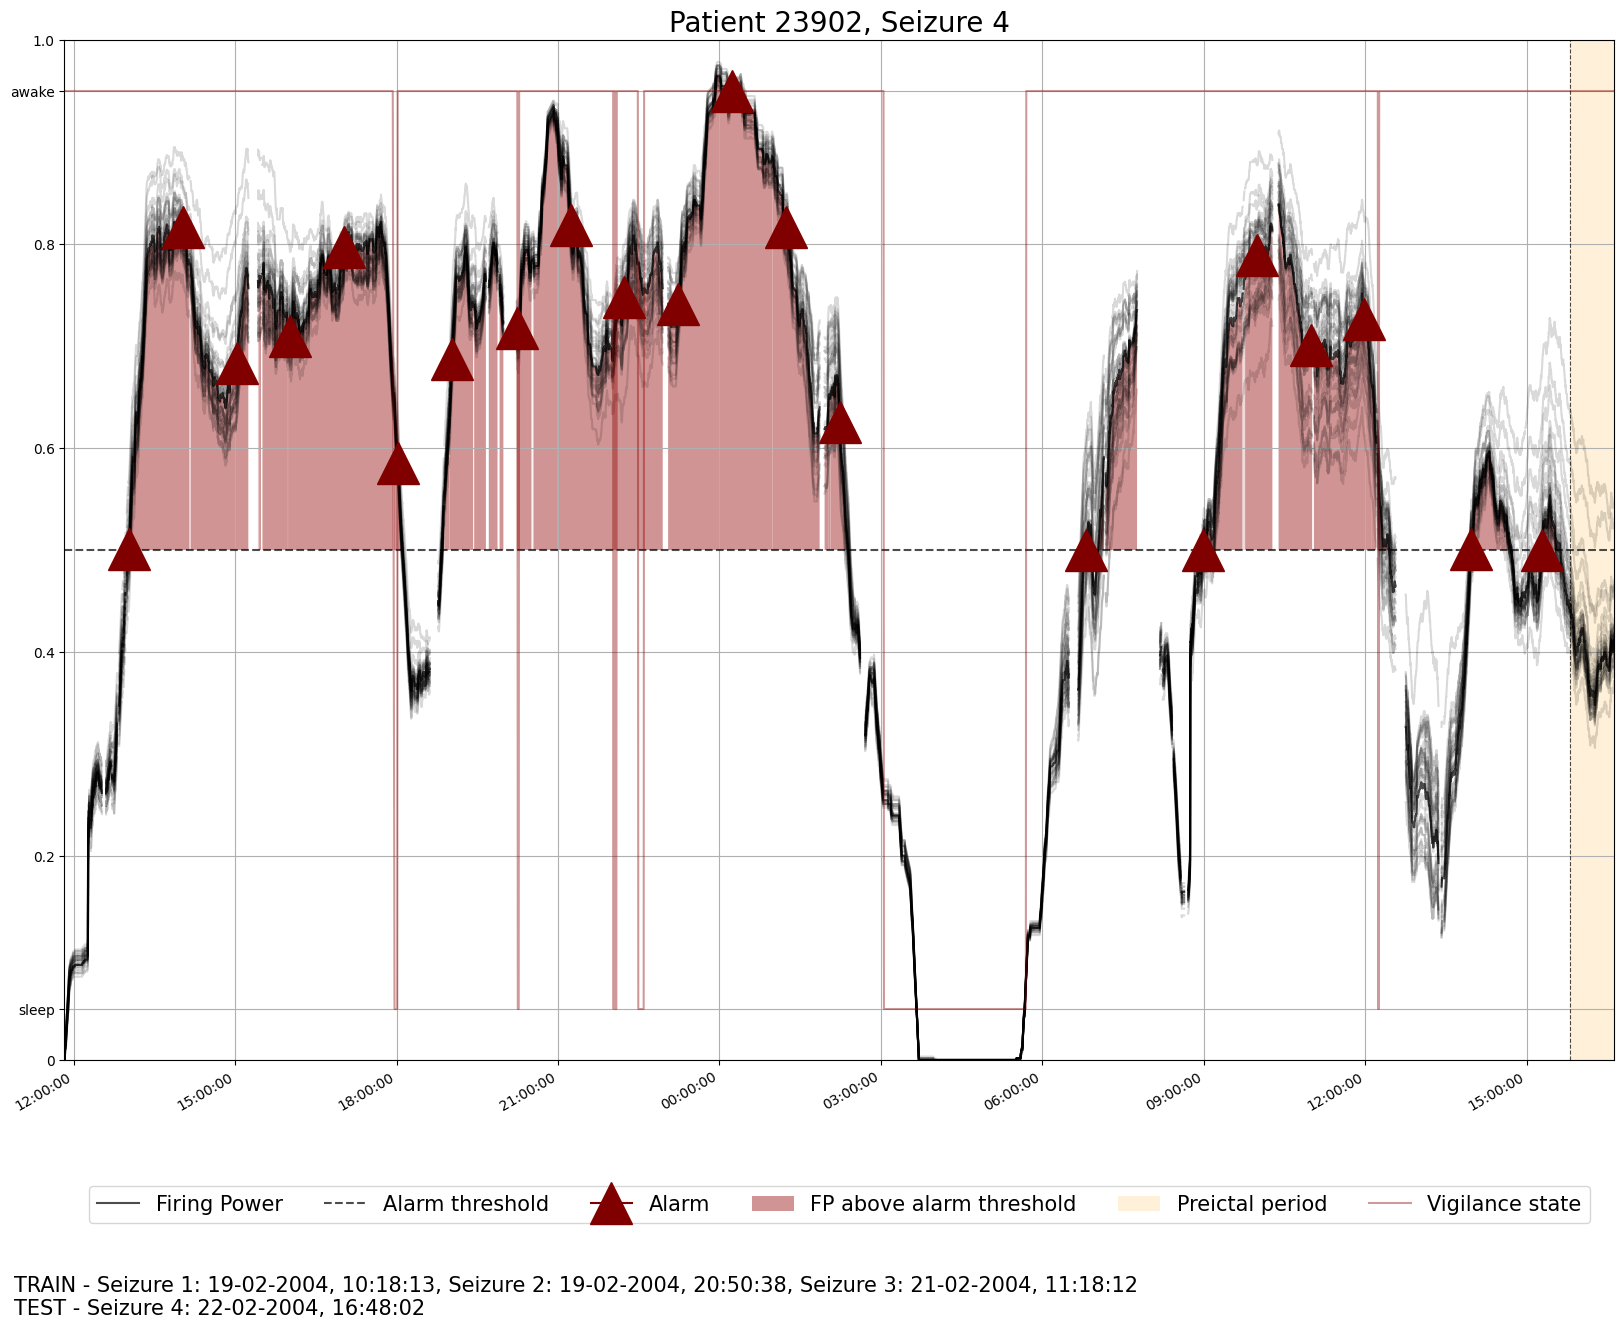 Patient 23902, Seizure 4
1.0
awake
0.8
0.6
0.4
0.2
sleep
0
12:00:00 15:00:00 18:00:00 21:00:00 00:00:00 03:00:00 06:00:00 09:00:00 12:00:00 15:00:00
Firing Power Alarm threshold Alarm FP above alarm threshold Preictal period Vigilance state
TRAIN - Seizure 1: 19-02-2004, 10:18:13, Seizure 2: 19-02-2004, 20:50:38, Seizure 3: 21-02-2004, 11:18:12
TEST - Seizure 4: 22-02-2004, 16:48:02